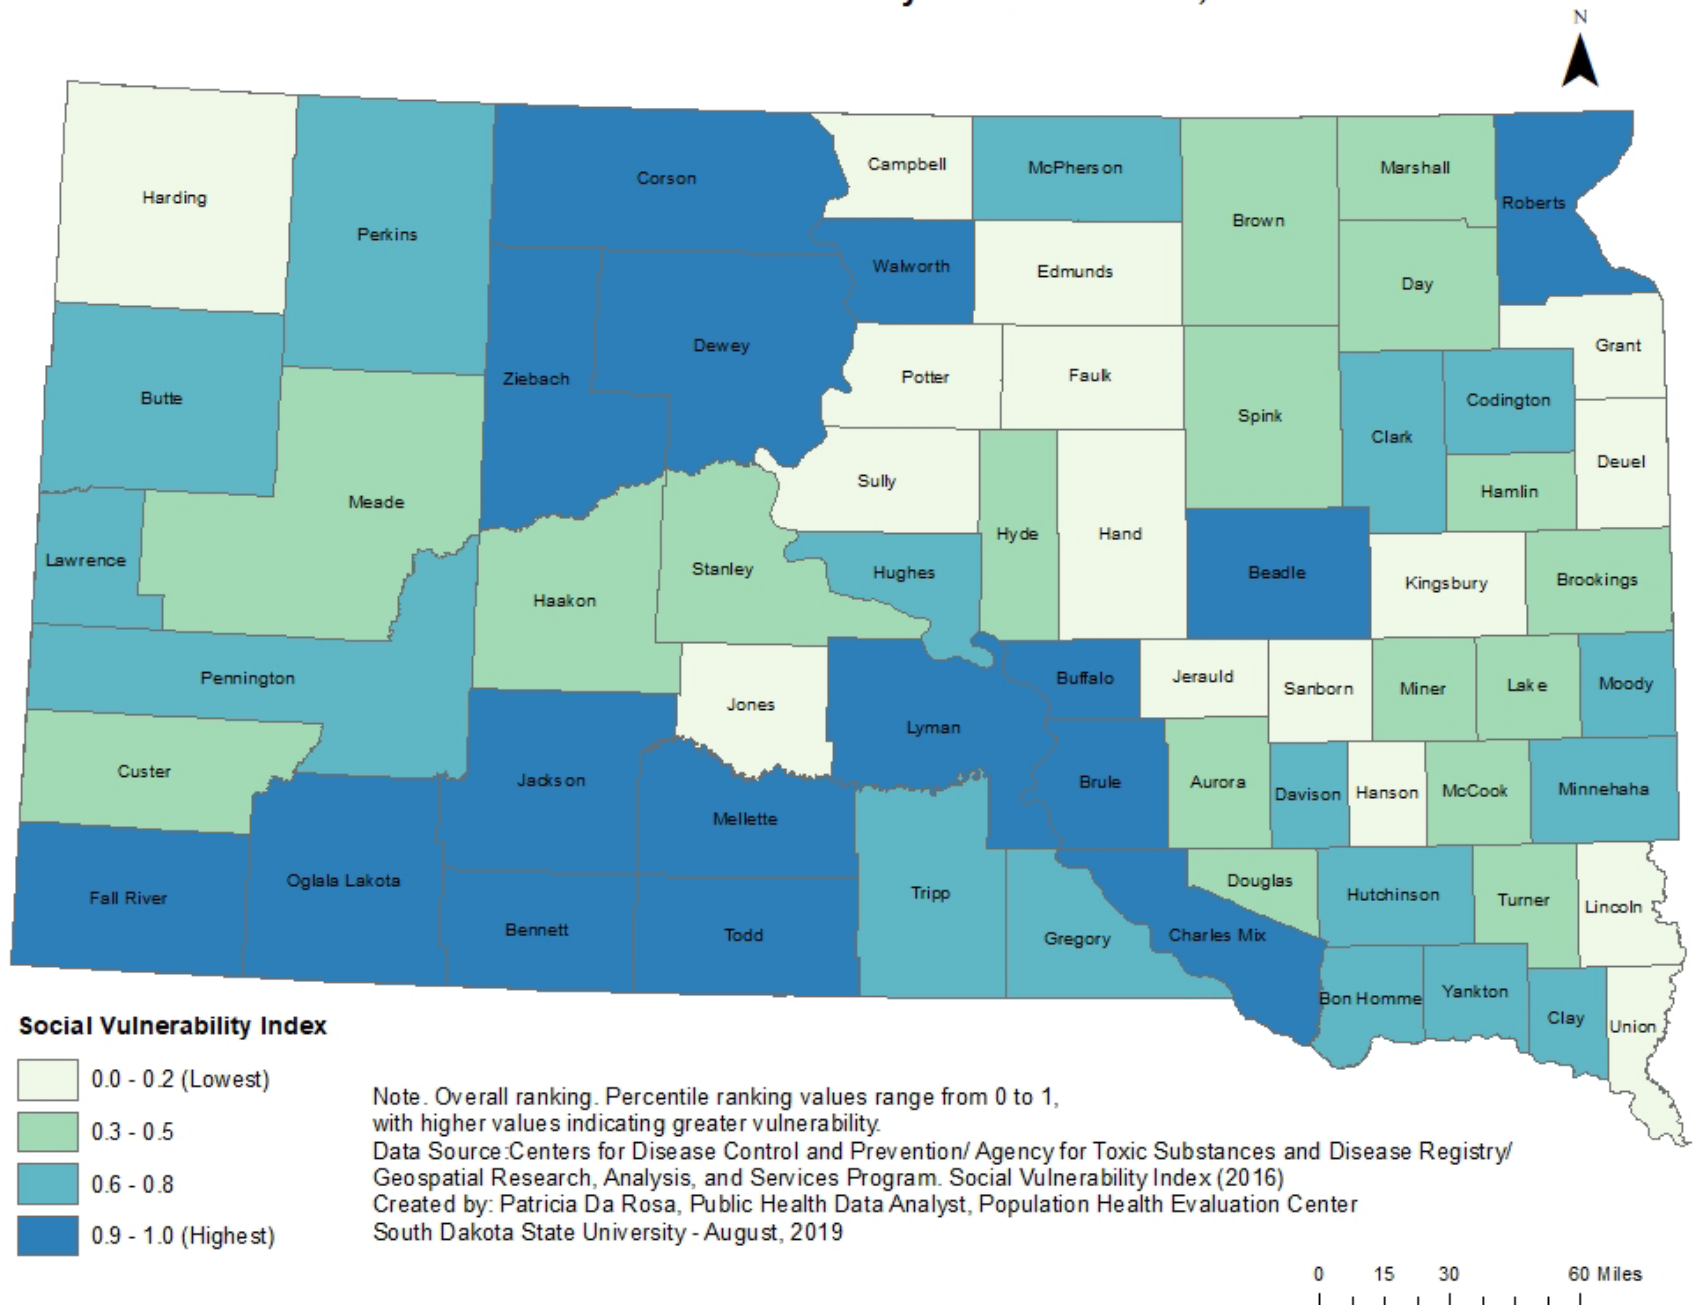 N
Harding
Perkins
Corson
Campbell
McPherson
Brown
Marshall
Roberts
Walworth
Edmunds
Day
Butte
Ziebach
Dewey
Potter
Faulk
Spink
Clark
Codington
Grant
Meade
Sully
Hyde
Hand
Hamlin
Deuel
Lawrence
Haakon
Stanley
Hughes
Beadle
Kingsbury
Brookings
Pennington
Jones
Lyman
Buffalo
Jerauld
Sanborn
Miner
Lake
Moody
Custer
Jackson
Mellette
Brule
Aurora
Davison
Hanson
McCook
Minnehaha
Fall River
Oglala Lakota
Bennett
Todd
Tripp
Gregory
Charles Mix
Douglas
Hutchinson
Turner
Lincoln
Bon Homme
Yankton
Clay
Union
Social Vulnerability Index
0.0 - 0.2 (Lowest)
0.3 - 0.5
0.6 - 0.8
0.9 - 1.0 (Highest)
Note. Overall ranking. Percentile ranking values range from 0 to 1,
with higher values indicating greater vulnerability.
Data Source:Centers for Disease Control and Prevention/ Agency for Toxic Substances and Disease Registry/
Geospatial Research, Analysis, and Services Program. Social Vulnerability Index (2016)
Created by: Patricia Da Rosa, Public Health Data Analyst, Population Health Evaluation Center
South Dakota State University - August, 2019
0 15 30 60 Miles